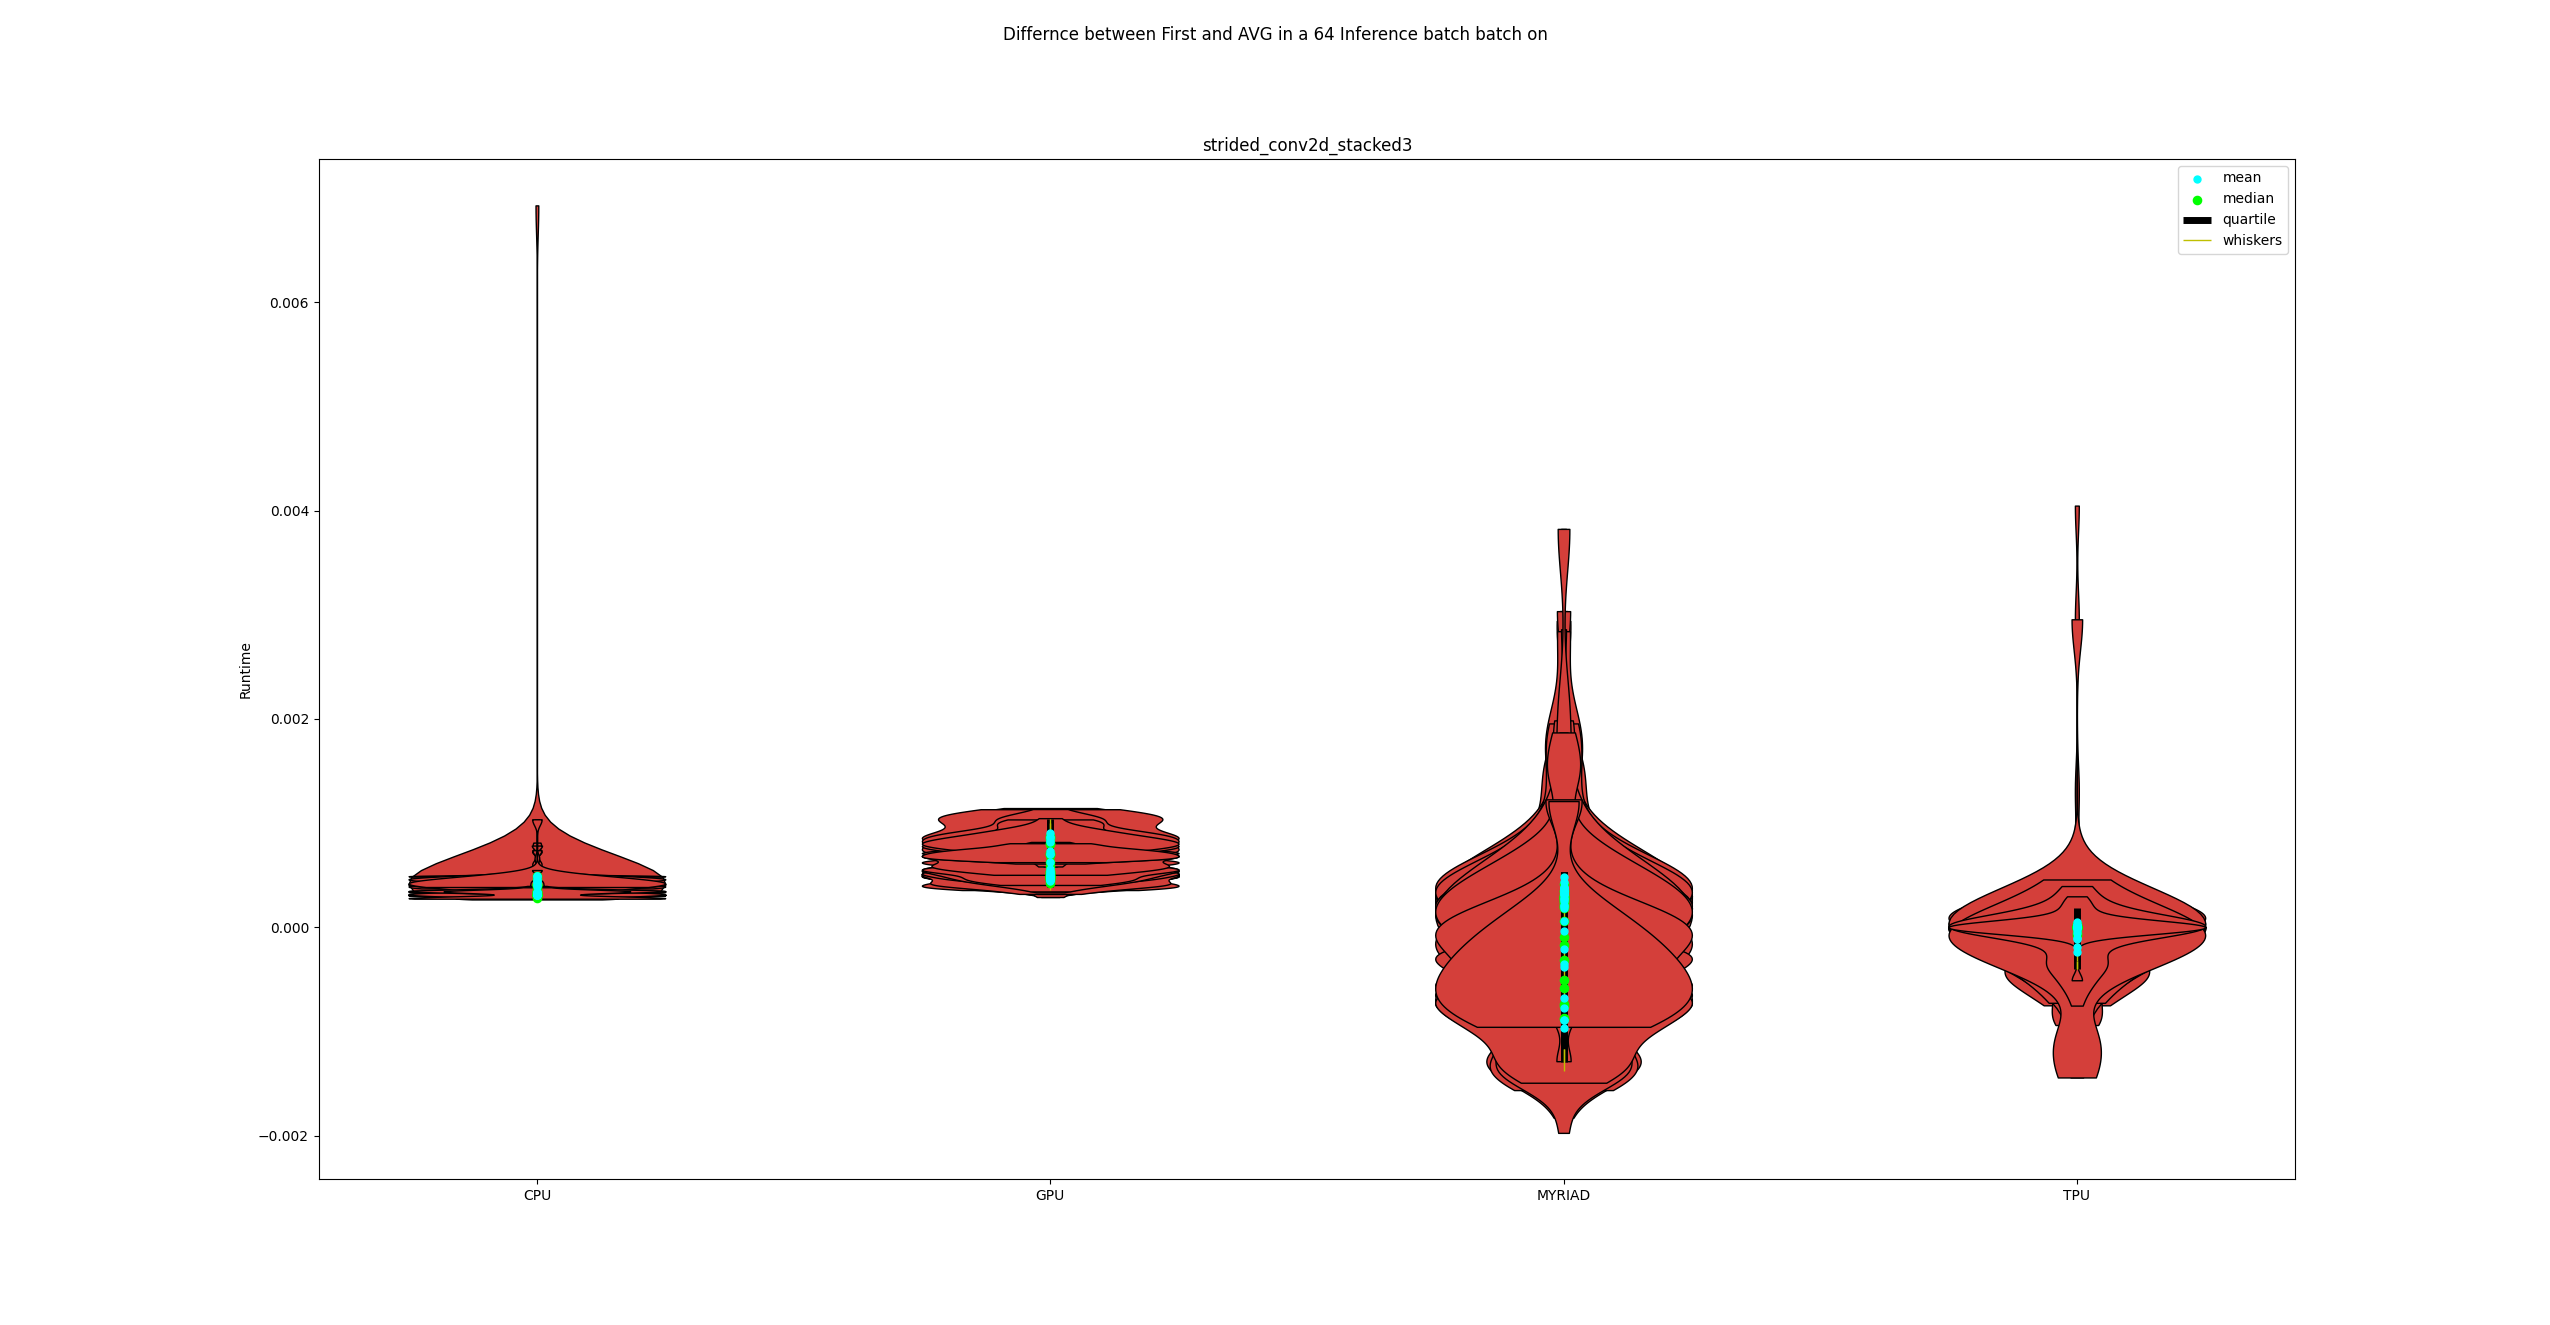 Differnce between First and AVG in a 64 Inference batch batch on
strided_conv2d_stacked3
mean
median
quartile
whiskers
0.006
0.004
0.002
0.000
−0.002
Runtime
CPU
GPU
MYRIAD
TPU